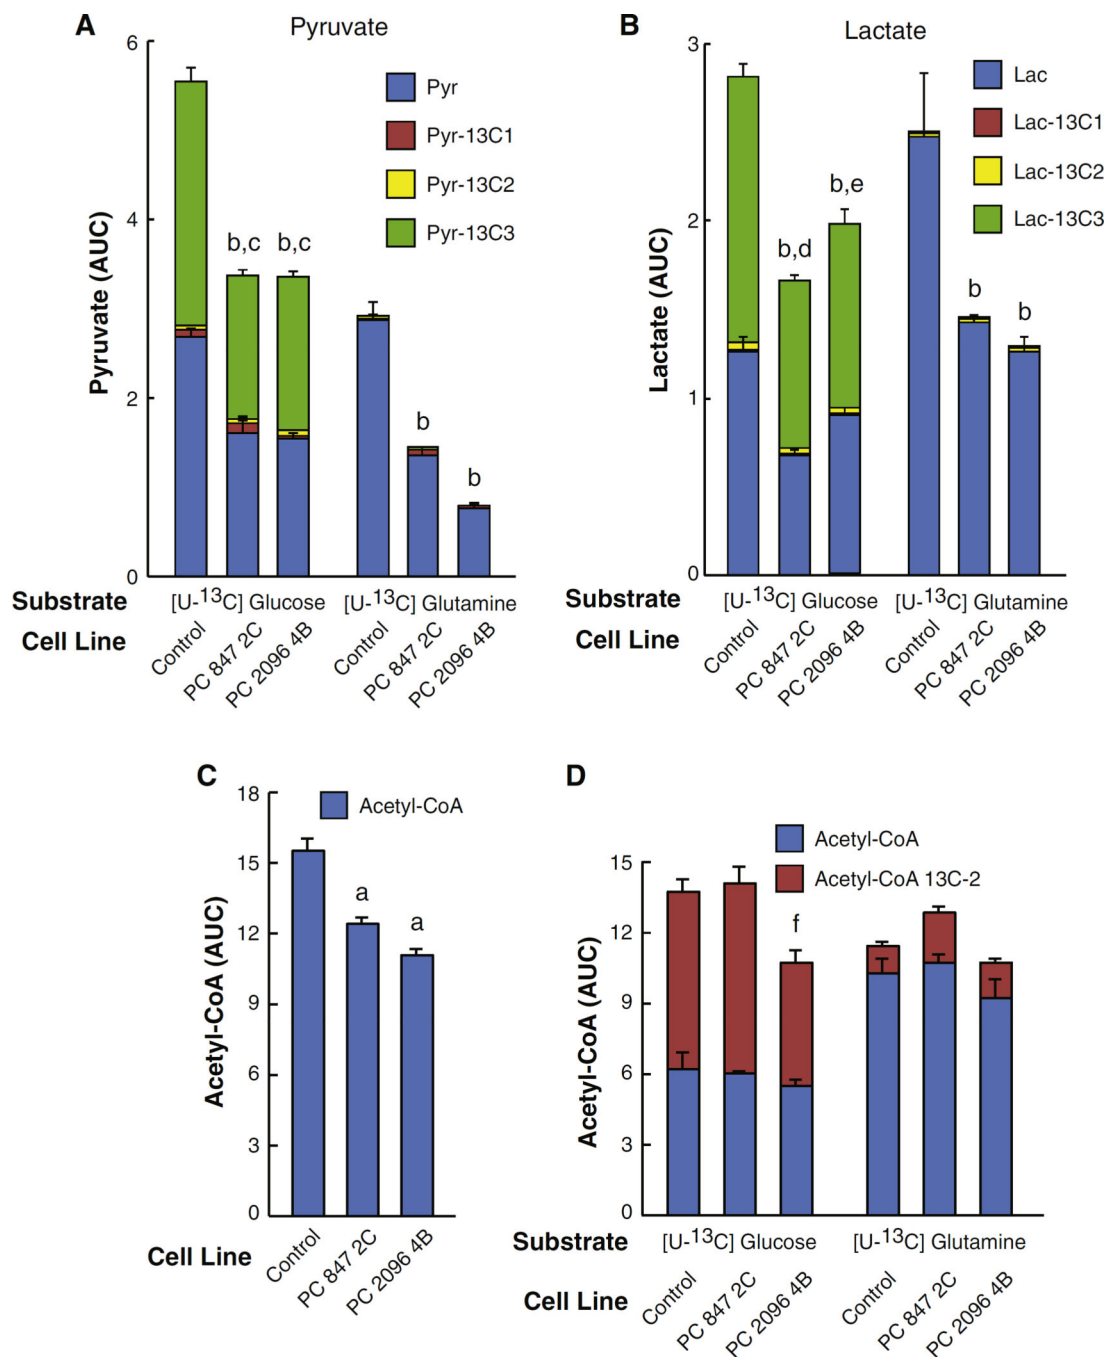 A
Pyruvate
6
4
2
0
Pyruvate (AUC)
Pyr
Pyr-13C1
Pyr-13C2
Pyr-13C3
b,c
b,c
b
b
Substrate
[U-13C] Glucose
[U-13C] Glutamine
Cell Line
Control
PC 847 2C
PC 2096 4B
Control
PC 847 2C
PC 2096 4B
B
Lactate
3
2
1
0
Lactate (AUC)
Lac
Lac-13C1
Lac-13C2
Lac-13C3
b,d
b,e
b
b
Substrate
[U-13C] Glucose
[U-13C] Glutamine
Cell Line
Control
PC 847 2C
PC 2096 4B
Control
PC 847 2C
PC 2096 4B
C
18
15
12
9
6
3
0
Acetyl-CoA (AUC)
Acetyl-CoA
a
a
Cell Line
Control
PC 847 2C
PC 2096 4B
D
Acetyl-CoA
Acetyl-CoA 13C-2
15
12
9
6
3
0
Acetyl-CoA (AUC)
f
Substrate
[U-13C] Glucose
[U-13C] Glutamine
Cell Line
Control
PC 847 2C
PC 2096 4B
Control
PC 847 2C
PC 2096 4B